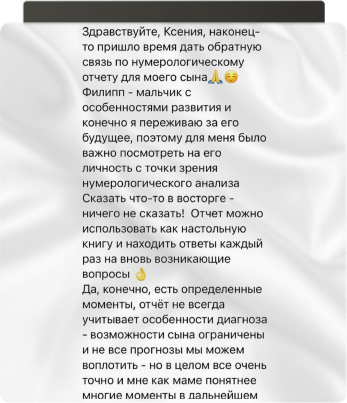 Здравствуйте, Ксения, наконец-
то пришло время дать обратную
связь по нумерологическому
отчету для моего сына🙏☺️
Филипп - мальчик с
особенностями развития и
конечно я переживаю за его
будущее, поэтому для меня было
важно посмотреть на его
личность с точки зрения
нумерологического анализа
Сказать что-то в восторге -
ничего не сказать!  Отчет можно
использовать как настольную
книгу и находить ответы каждый
раз на вновь возникающие
вопросы 👌
Да, конечно, есть определенные
моменты, отчёт не всегда
учитывает особенности диагноза
- возможности сына ограничены
и не все прогнозы мы можем
воплотить - но в целом все очень
точно и мне как маме понятнее
многие моменты в дальнейшем